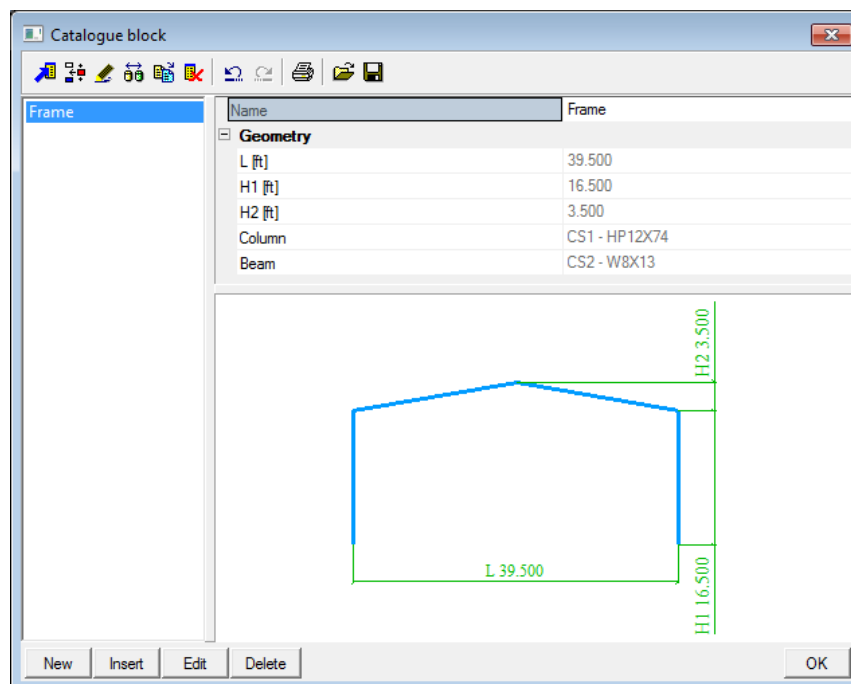 Catalogue block
Frame
Name Frame
Geometry
L [ft] 39.500
H1 [ft] 16.500
H2 [ft] 3.500
Column CS1 - HP12X74
Beam CS2 - W8X13
H2 3.500
L 39.500
H1 16.500
New Insert Edit Delete OK